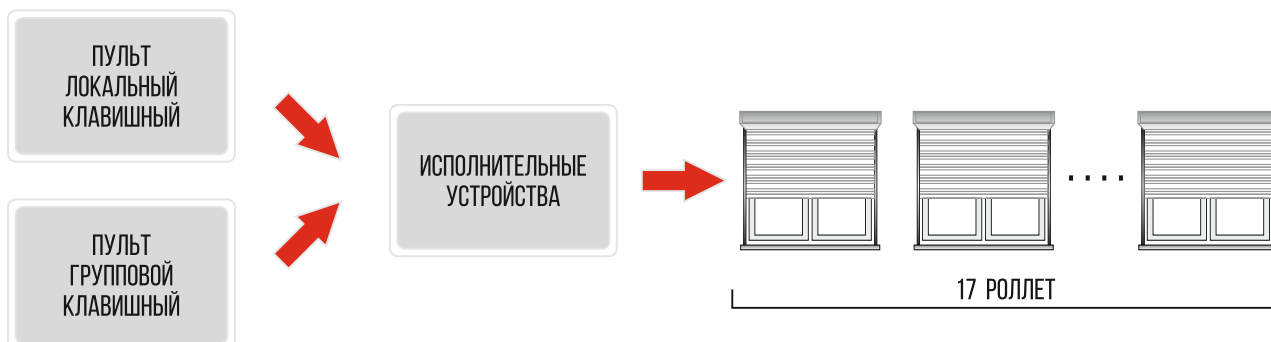 ПУЛЬТ
ЛОКАЛЬНЫЙ
КЛАВИШНЫЙ
ПУЛЬТ
ГРУППОВОЙ
КЛАВИШНЫЙ
ИСПОЛНИТЕЛЬНЫЕ
УСТРОЙСТВА
17 РОЛЛЕТ